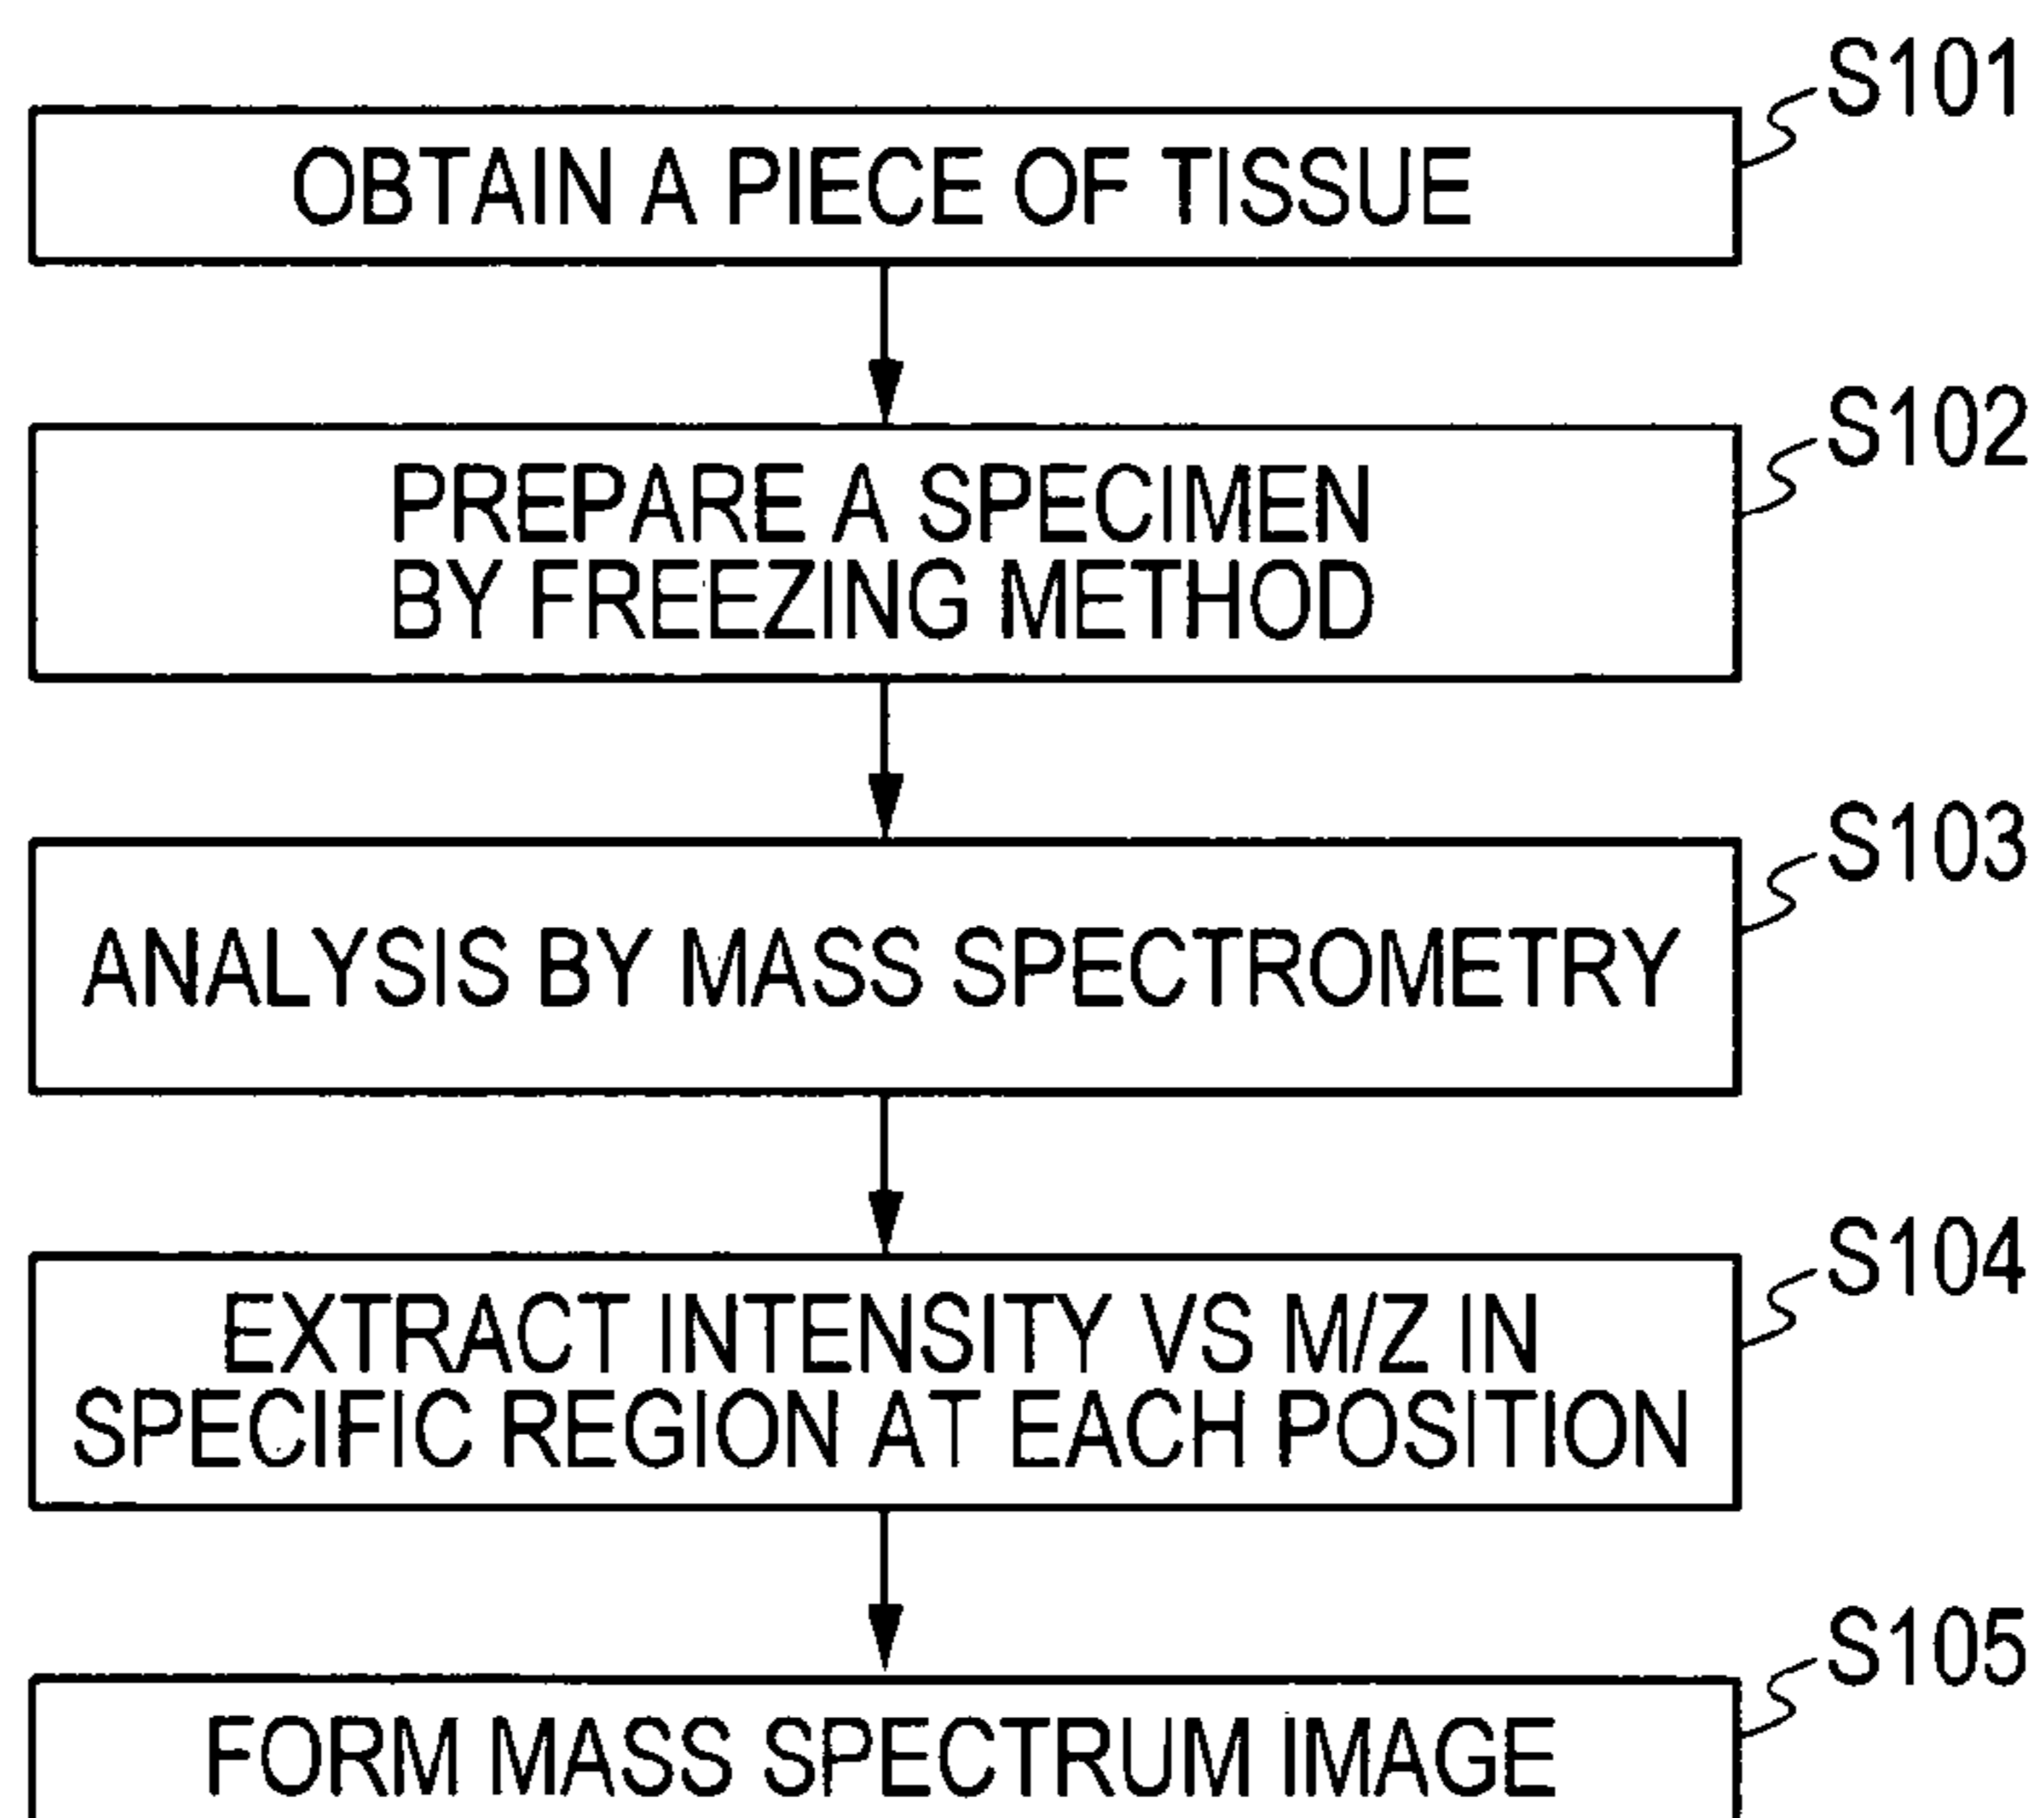 S101
OBTAIN A PIECE OF TISSUE
S102
PREPARE A SPECIMEN
BY FREEZING METHOD
S103
ANALYSIS BY MASS SPECTROMETRY
S104
EXTRACT INTENSITY VS M/Z IN
SPECIFIC REGION AT EACH POSITION
S105
FORM MASS SPECTRUM IMAGE